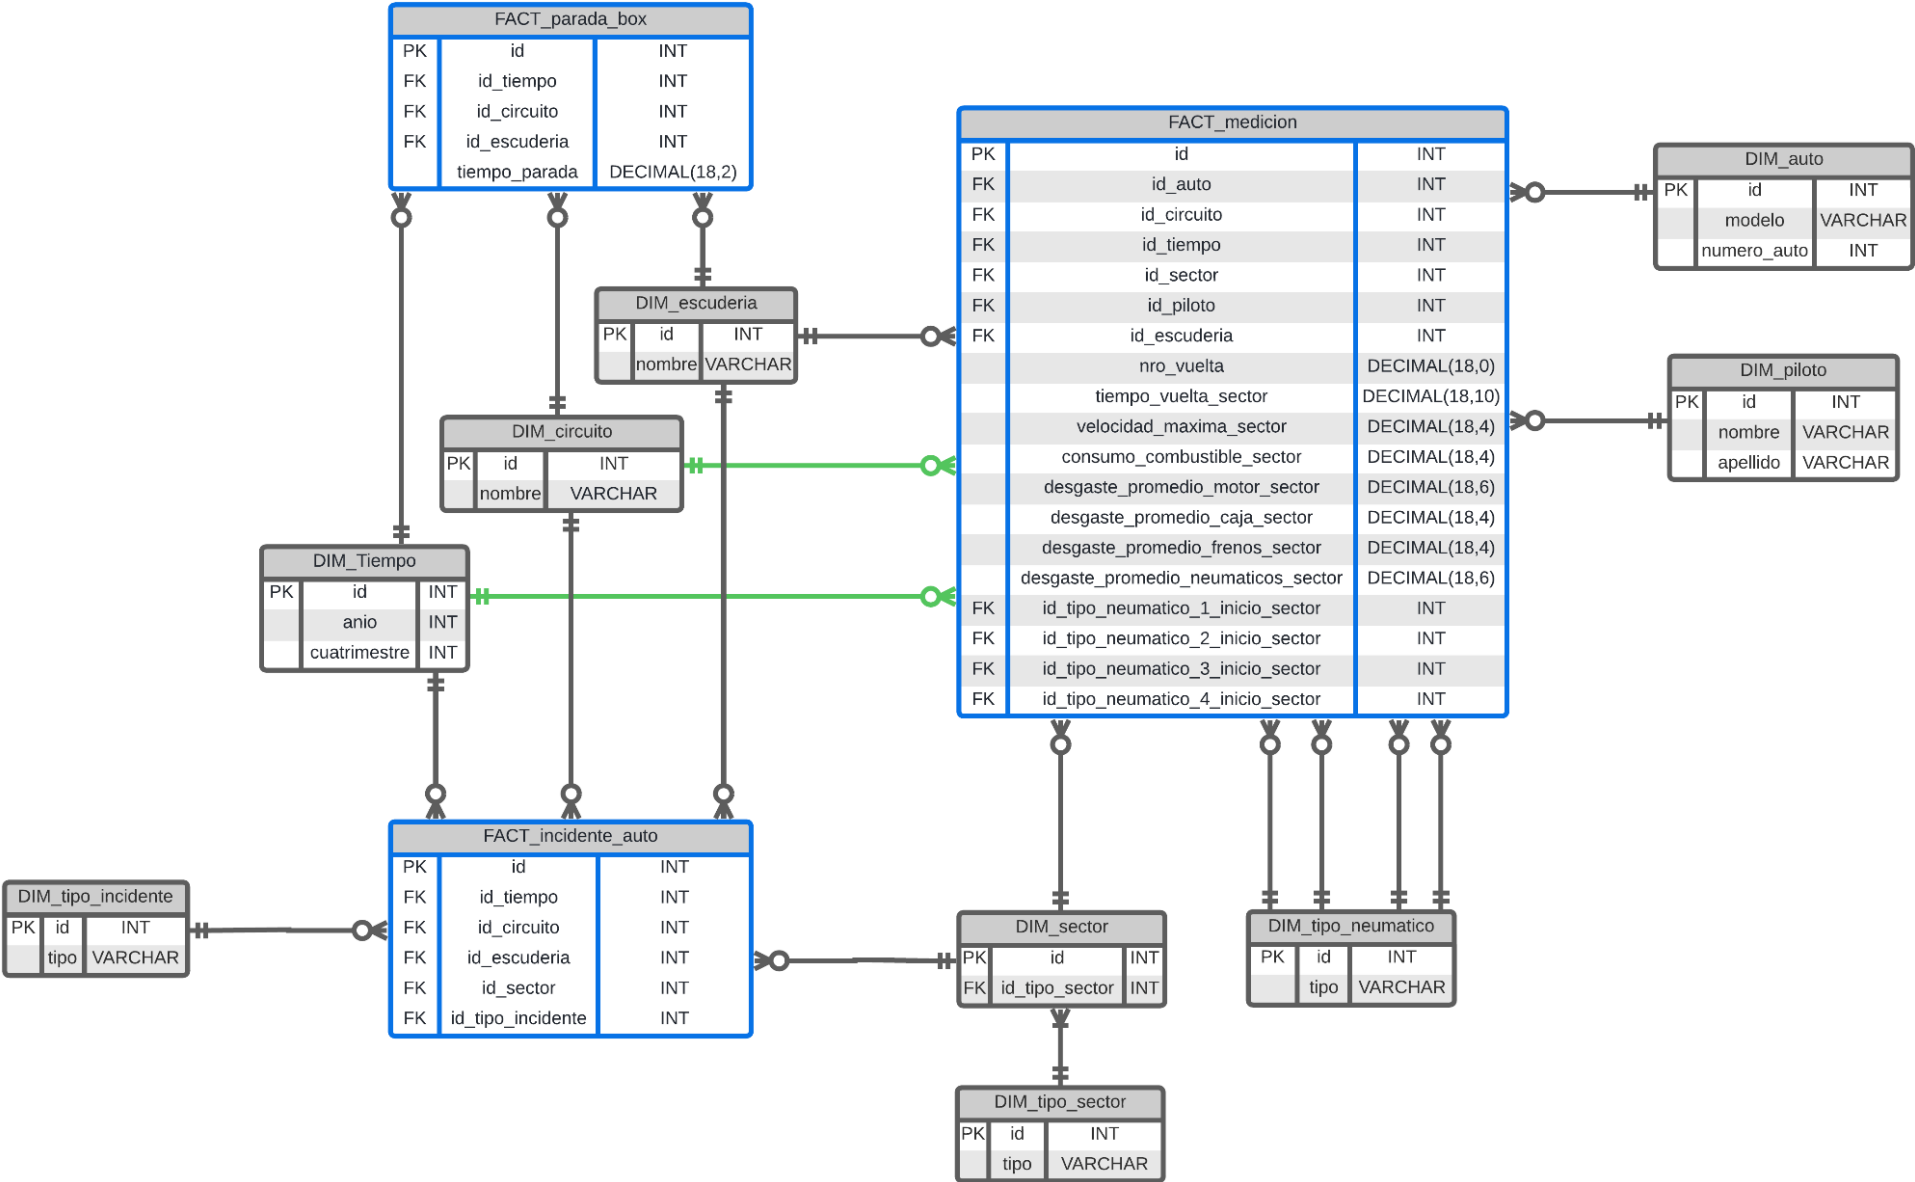 FACT_parada_box
PK id INT
FK id_tiempo INT
FK id_circuito INT
FK id_escuderia INT
tiempo_parada DECIMAL(18,2)
FACT_medicion
PK id INT
FK id_auto INT
FK id_circuito INT
FK id_tiempo INT
FK id_sector INT
FK id_piloto INT
FK id_escuderia INT
nro_vuelta DECIMAL(18,0)
tiempo_vuelta_sector DECIMAL(18,10)
velocidad_maxima_sector DECIMAL(18,4)
consumo_combustible_sector DECIMAL(18,4)
desgaste_promedio_motor_sector DECIMAL(18,6)
desgaste_promedio_caja_sector DECIMAL(18,4)
desgaste_promedio_frenos_sector DECIMAL(18,4)
desgaste_promedio_neumaticos_sector DECIMAL(18,6)
FK id_tipo_neumatico_1_inicio_sector INT
FK id_tipo_neumatico_2_inicio_sector INT
FK id_tipo_neumatico_3_inicio_sector INT
FK id_tipo_neumatico_4_inicio_sector INT
DIM_auto
PK id INT
modelo VARCHAR
numero_auto INT
DIM_escuderia
PK id INT
nombre VARCHAR
DIM_piloto
PK id INT
nombre VARCHAR
apellido VARCHAR
DIM_circuito
PK id INT
nombre VARCHAR
DIM_Tiempo
PK id INT
anio INT
cuatrimestre INT
FACT_incidente_auto
PK id INT
FK id_tiempo INT
FK id_circuito INT
FK id_escuderia INT
FK id_sector INT
FK id_tipo_incidente INT
DIM_tipo_incidente
PK id INT
tipo VARCHAR
DIM_sector
PK id INT
FK id_tipo_sector INT
DIM_tipo_neumatico
PK id INT
tipo VARCHAR
DIM_tipo_sector
PK id INT
tipo VARCHAR